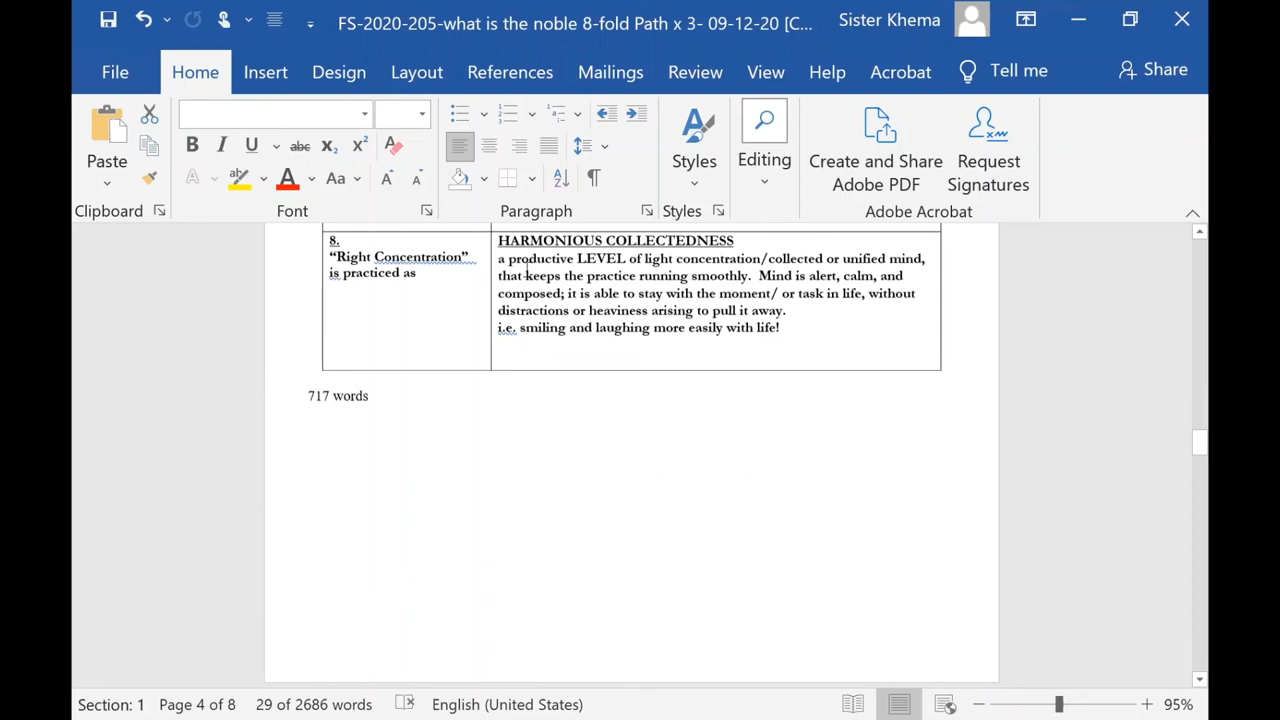 FS-2020-205-what is the noble 8-fold Path x 3- 09-12-20 [C...
Sister Khema
File
Home
Insert
Design
Layout
References
Mailings
Review
View
Help
Acrobat
Tell me
Share
Paste
Clipboard
B I U abc x₂ x²
A ab A Aa A A
Font
Paragraph
Styles
Styles
Editing
Create and Share
Adobe PDF
Request
Signatures
Adobe Acrobat
8.
“Right Concentration”
is practiced as
HARMONIOUS COLLECTEDNESS
a productive LEVEL of light concentration/collected or unified mind,
that keeps the practice running smoothly. Mind is alert, calm, and
composed; it is able to stay with the moment/ or task in life, without
distractions or heaviness arising to pull it away.
i.e. smiling and laughing more easily with life!
717 words
Section: 1
Page 4 of 8
29 of 2686 words
English (United States)
95%